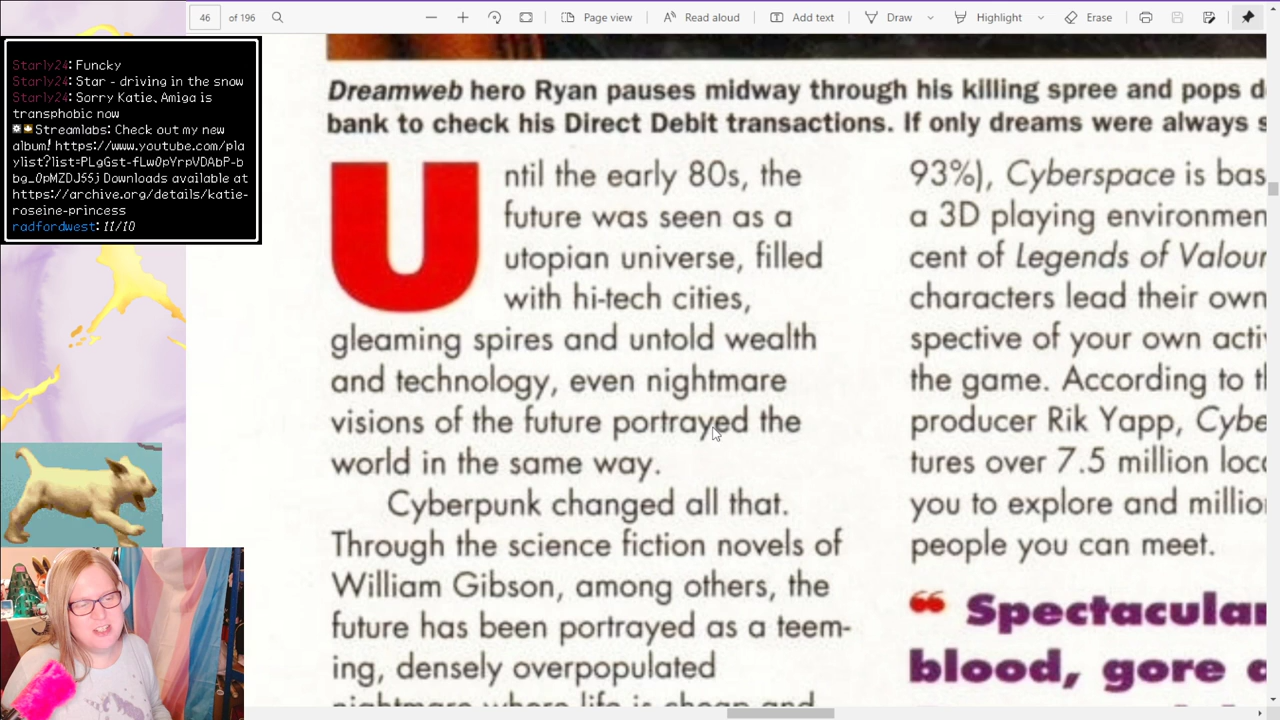 46 of 196
Page view
Read aloud
Add text
Draw
Highlight
Erase
Starly24: Funcky
Starly24: Star - driving in the snow
Starly24: Sorry Katie, Amiga is
transphobic now
Streamlabs: Check out my new
album! https://www.youtube.com/pla
ylist?list=PLgGst-fLw0pYrpVDAbP-b
bg_0pMZDJ55j Downloads available at
https://archive.org/details/katie-
roseine-princess
radfordwest: 11/10
Dreamweb hero Ryan pauses midway through his killing spree and pops
bank to check his Direct Debit transactions. If only dreams were always
Until the early 80s, the
future was seen as a
utopian universe, filled
with hi-tech cities,
gleaming spires and untold wealth
and technology, even nightmare
visions of the future portrayed the
world in the same way.
Cyberpunk changed all that.
Through the science fiction novels of
William Gibson, among others, the
future has been portrayed as a teem-
ing, densely overpopulated
nightmare where life is cheap and
93%), Cyberspace is bas
a 3D playing environmen
cent of Legends of Valour
characters lead their own
spective of your own acti
the game. According to t
producer Rik Yapp, Cybe
tures over 7.5 million loc
you to explore and millio
people you can meet.
“ Spectacular
blood, gore